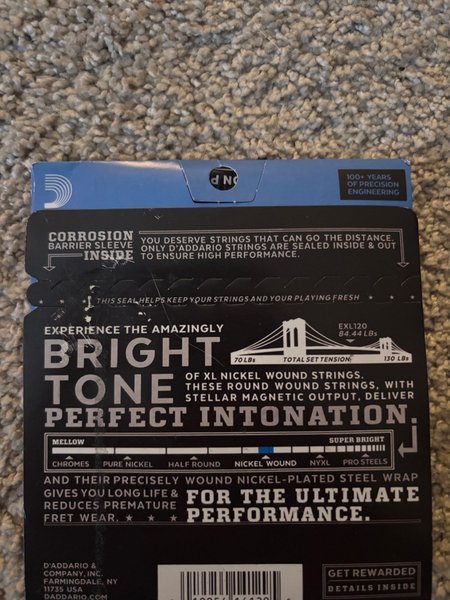 NO PN
100+ YEARS
OF PRECISION
ENGINEERING
CORROSION
BARRIER SLEEVE
INSIDE
YOU DESERVE STRINGS THAT CAN GO THE DISTANCE.
ONLY D'ADDARIO STRINGS ARE SEALED INSIDE & OUT
TO ENSURE HIGH PERFORMANCE.
THIS SEAL HELPS KEEP YOUR STRINGS AND YOUR PLAYING FRESH
EXPERIENCE THE AMAZINGLY
BRIGHT
TONE
EXL120
84.44 LBs
70 LBs
TOTAL SET TENSION
130 LBs
OF XL NICKEL WOUND STRINGS.
THESE ROUND WOUND STRINGS, WITH
STELLAR MAGNETIC OUTPUT, DELIVER
PERFECT INTONATION.
MELLOW
SUPER BRIGHT
CHROMES
PURE NICKEL
HALF ROUND
NICKEL WOUND
NYXL
PRO STEELS
AND THEIR PRECISELY WOUND NICKEL-PLATED STEEL WRAP
GIVES YOU LONG LIFE &
REDUCES PREMATURE
FRET WEAR.
FOR THE ULTIMATE
PERFORMANCE.
D'ADDARIO &
COMPANY, INC.
FARMINGDALE, NY
11735 USA
DADDARIO.COM
GET REWARDED
DETAILS INSIDE